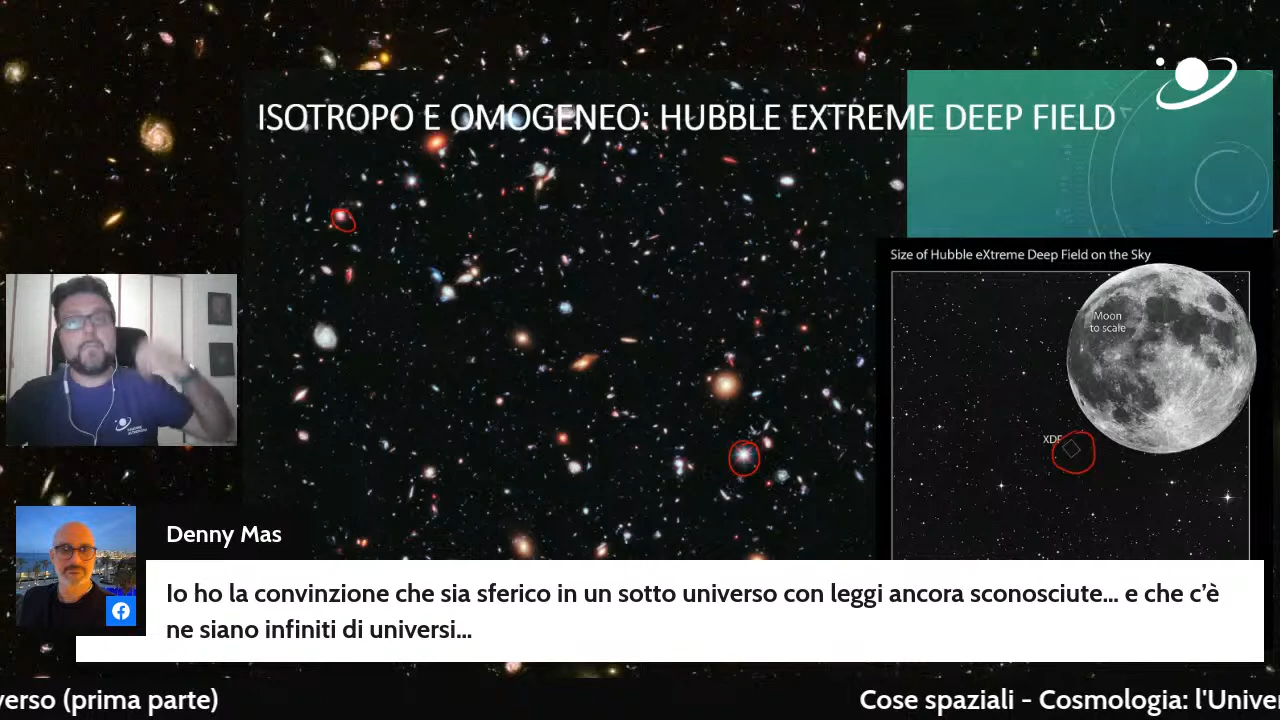 ISOTROPO E OMOGENEO: HUBBLE EXTREME DEEP FIELD
Size of Hubble eXtreme Deep Field on the Sky
Moon
to scale
XDF
Denny Mas
Io ho la convinzione che sia sferico in un sotto universo con leggi ancora sconosciute... e che c’è
ne siano infiniti di universi...
verso (prima parte)
Cose spaziali - Cosmologia: l'Univer